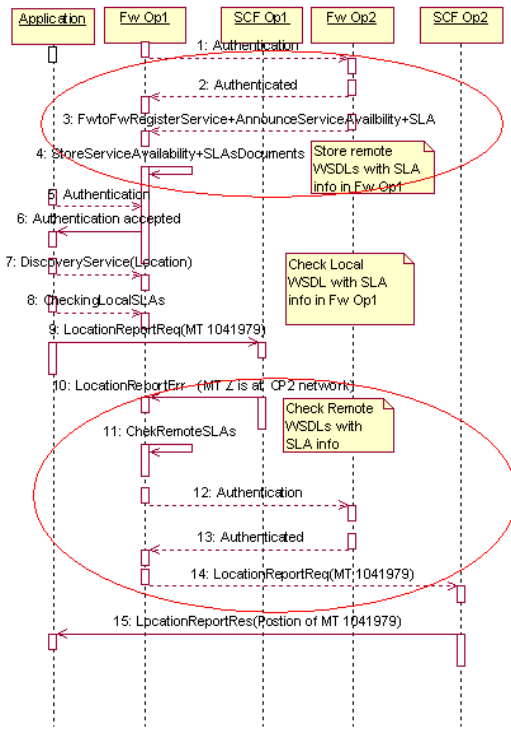 Application
Fw Op1
SCF Op1
Fw Op2
SCF Op2
1: Authentication
2: Authenticated
3: FwtoFwRegisterService+AnnounceServiceAvailbility+SLA
4: StoreServiceAvailability+SLAsDocuments
Store remote
WSDLs with SLA
info in Fw Op1
5: Authentication
6: Authentication accepted
7: DiscoveryService(Location)
Check Local
WSDL with SLA
info in Fw Op1
8: CheckingLocalSLAs
9: LocationReportReq(MT 1041979)
10: LocationReportErr (MT Z is at, CP2 network)
Check Remote
WSDLs with
SLA info
11: ChekRemoteSLAs
12: Authentication
13: Authenticated
14: LocationReportReq(MT 1041979)
15: LocationReportRes(Postion of MT 1041979)